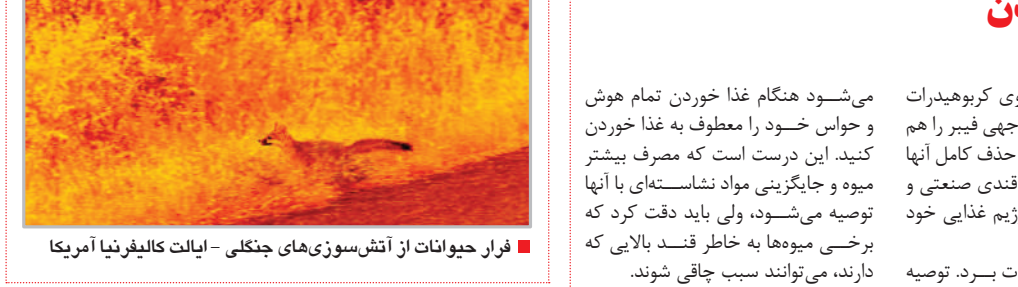 وی کربوهیدرات
جهی فیبر را هم
حذف کامل آنها
قندی صنعتی و
ژیم غذایی خود
ت بـــرد. توصیه
می‌شـــود هنگام غذا خوردن تمام هوش
و حواس خـــود را معطوف به غذا خوردن
کنید. این درست است که مصرف بیشتر
میوه و جایگزینی مواد نشاســـته‌ای با آنها
توصیه می‌شـــود، ولی باید دقت کرد که
برخـــی میوه‌ها به خاطر قنـــد بالایی که
دارند، می‌توانند سبب چاقی شوند.
فرار حیوانات از آتش‌سوزی‌های جنگلی - ایالت کالیفرنیا آمریکا